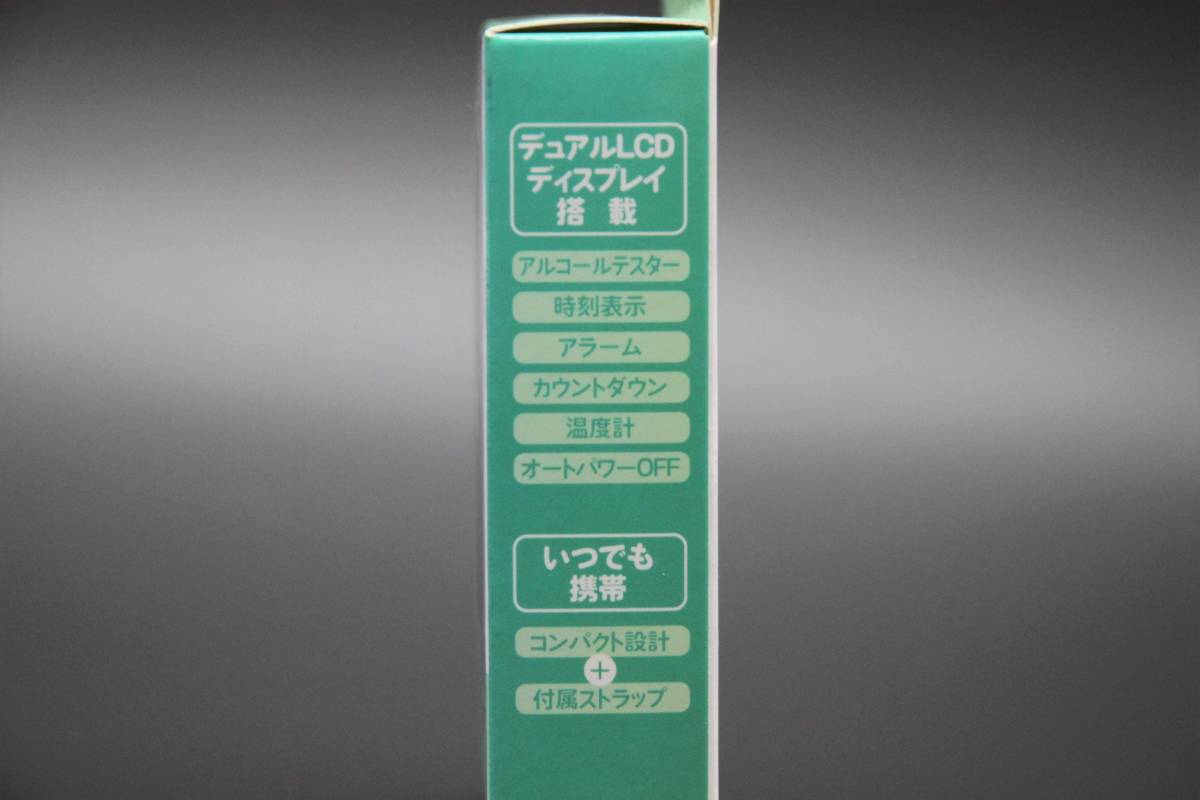 デュアルLCD
ディスプレイ
搭 載
アルコールテスター
時刻表示
アラーム
カウントダウン
温度計
オートパワーOFF
いつでも
携帯
コンパクト設計
+
付属ストラップ